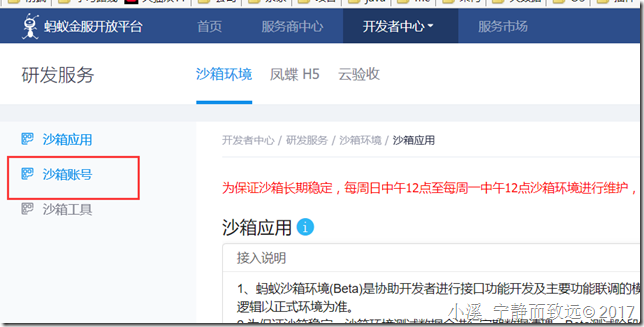 蚂蚁金服开放平台 首页 服务商中心 开发者中心 服务市场
研发服务 沙箱环境 凤蝶 H5 云验收
沙箱应用
沙箱账号
沙箱工具
开发者中心 / 研发服务 / 沙箱环境 / 沙箱应用
为保证沙箱长期稳定，每周日中午12点至每周一中午12点沙箱环境进行维护，
沙箱应用
接入说明
1、蚂蚁沙箱环境(Beta)是协助开发者进行接口功能开发及主要功能联调的模
逻辑以正式环境为准。
小溪 宁静而致远© 2017